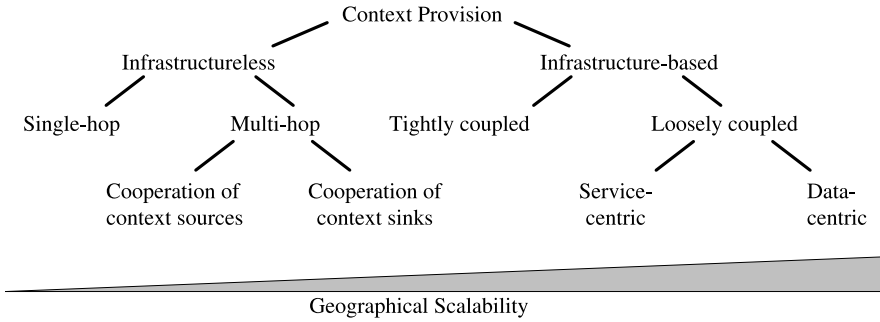 Context Provision
Infrastructureless
Infrastructure-based
Single-hop
Multi-hop
Tightly coupled
Loosely coupled
Cooperation of
context sources
Cooperation of
context sinks
Service-
centric
Data-
centric
Geographical Scalability